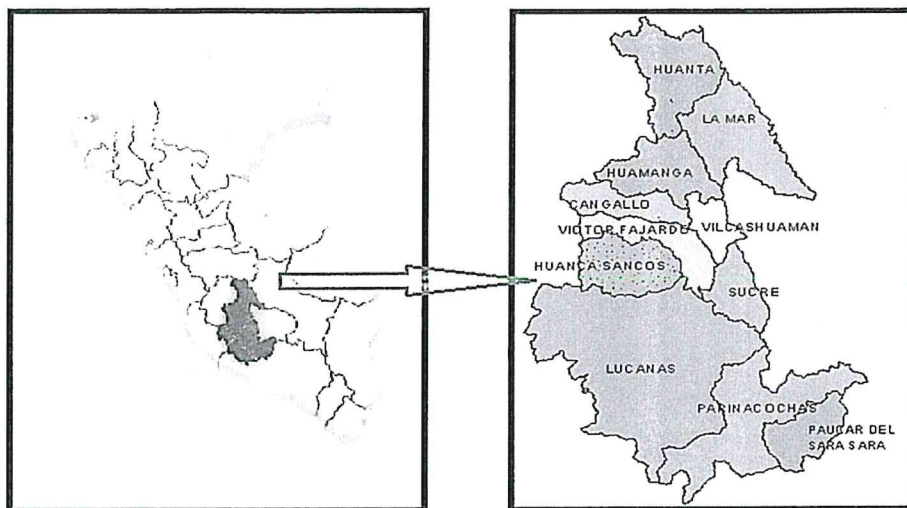 HUANTA
LA MAR
HUAMANGA
CANGALLO
VICTOR FAJARDO
VILCASHUAMAN
HUANCA SANCOS
SUCRE
LUCANAS
PARINACOCHAS
PAUCAR DEL
SARA SARA